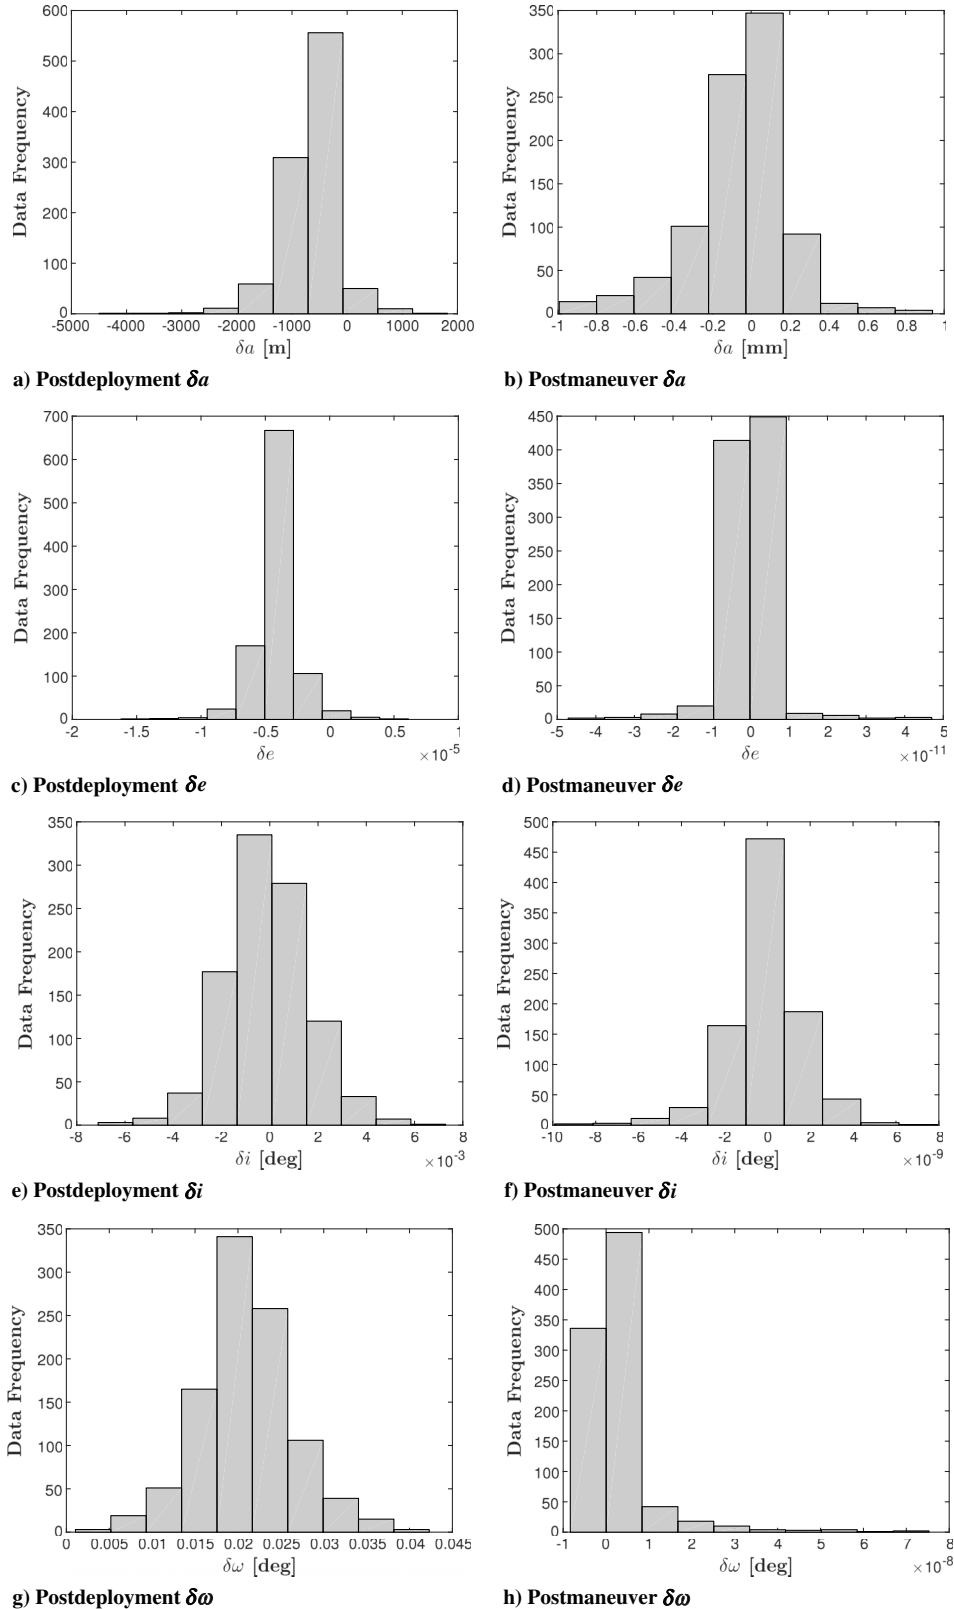 600
500
400
300
200
100
0
Data Frequency
-5000 -4000 -3000 -2000 -1000 0 1000 2000
δa [m]
a) Postdeployment δa
350
300
250
200
150
100
50
0
Data Frequency
-1 -0.8 -0.6 -0.4 -0.2 0 0.2 0.4 0.6 0.8 1
δa [mm]
b) Postmaneuver δa
700
600
500
400
300
200
100
0
Data Frequency
-2 -1.5 -1 -0.5 0 0.5 1
δe ×10-5
c) Postdeployment δe
450
400
350
300
250
200
150
100
50
0
Data Frequency
-5 -4 -3 -2 -1 0 1 2 3 4 5
δe ×10-11
d) Postmaneuver δe
350
300
250
200
150
100
50
0
Data Frequency
-8 -6 -4 -2 0 2 4 6 8
δi [deg] ×10-3
e) Postdeployment δi
500
450
400
350
300
250
200
150
100
50
0
Data Frequency
-10 -8 -6 -4 -2 0 2 4 6 8
δi [deg] ×10-9
f) Postmaneuver δi
350
300
250
200
150
100
50
0
Data Frequency
0 0.005 0.01 0.015 0.02 0.025 0.03 0.035 0.04 0.045
δω [deg]
g) Postdeployment δω
500
450
400
350
300
250
200
150
100
50
0
Data Frequency
-1 0 1 2 3 4 5 6 7 8
δω [deg] ×10-8
h) Postmaneuver δω